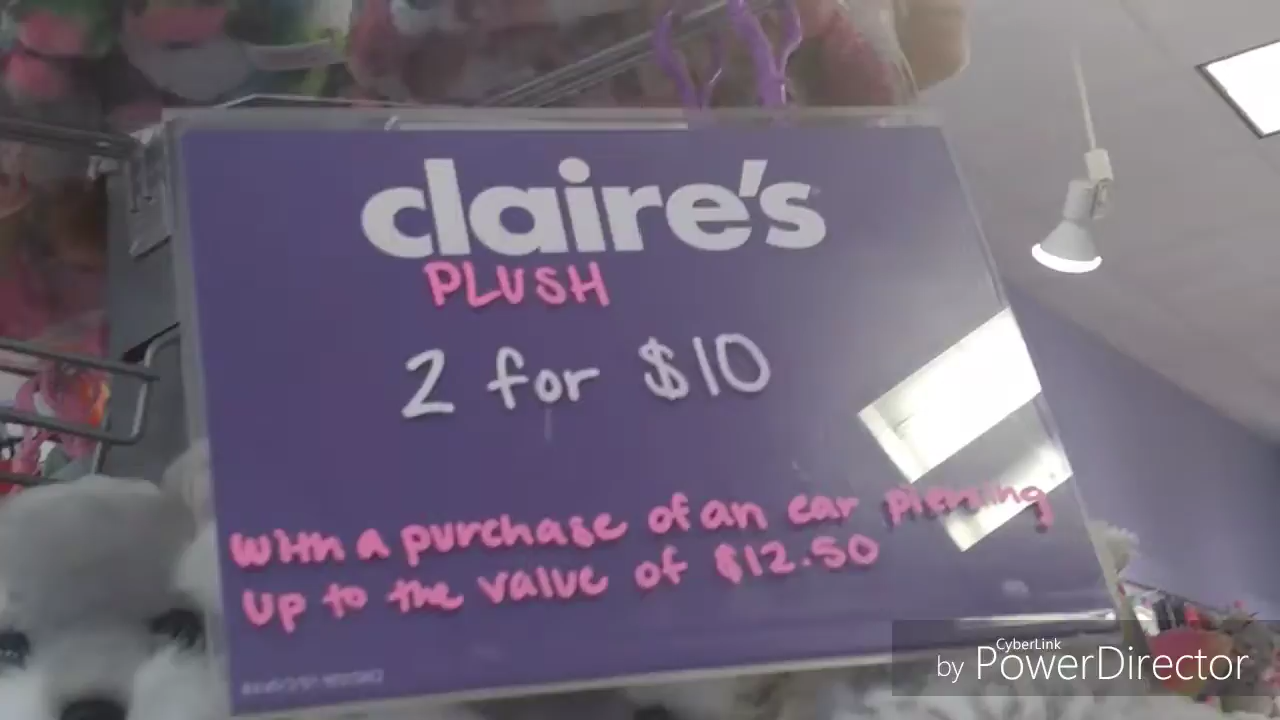 claire's
PLUSH
2 for $10
with a purchase of an ear piercing
up to the value of $12.50
CyberLink
by PowerDirector